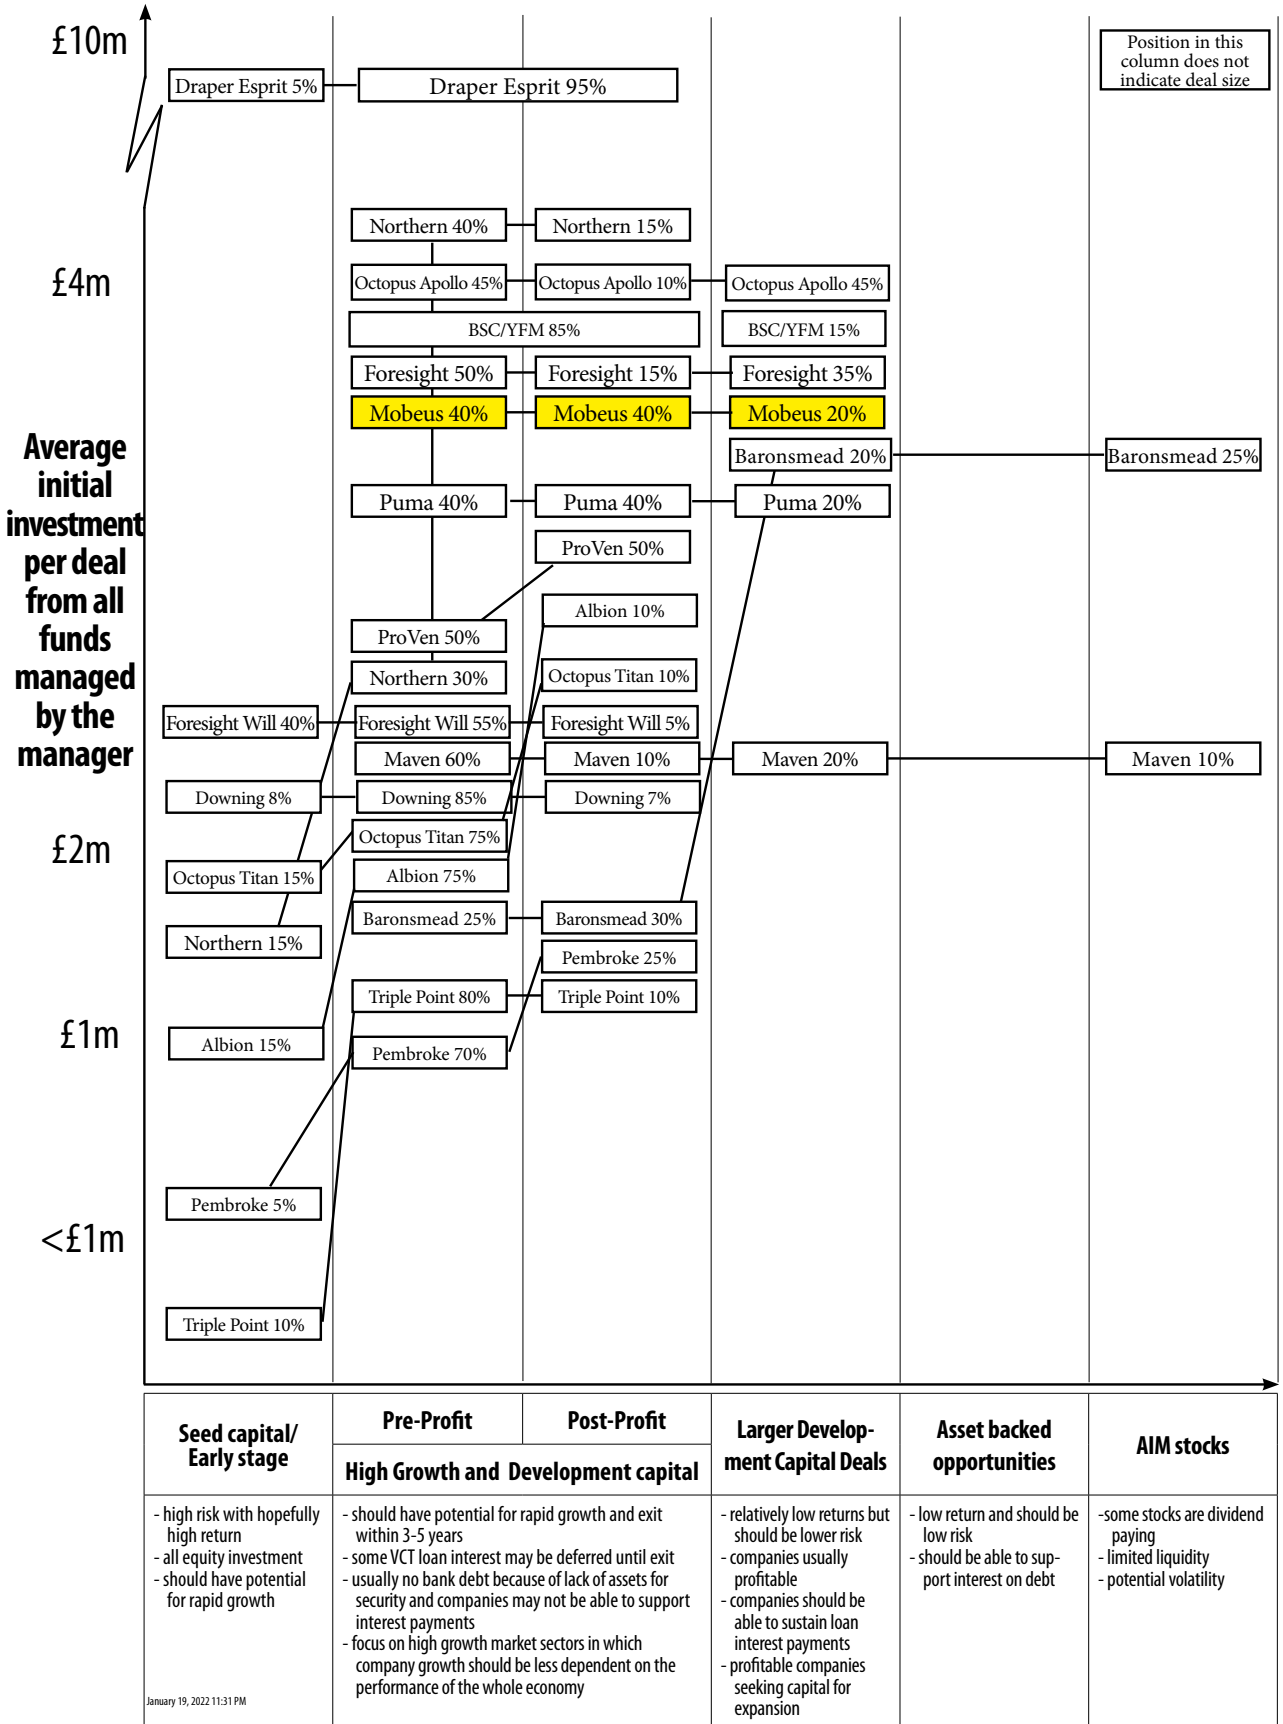 £10m
Position in this
column does not
indicate deal size
Draper Esprit 5%
Draper Esprit 95%
Northern 40%
Northern 15%
£4m
Octopus Apollo 45%
Octopus Apollo 10%
Octopus Apollo 45%
BSC/YFM 85%
BSC/YFM 15%
Foresight 50%
Foresight 15%
Foresight 35%
Mobeus 40%
Mobeus 40%
Mobeus 20%
Average
initial
investment
per deal
from all
funds
managed
by the
manager
Baronsmead 20%
Baronsmead 25%
Puma 40%
Puma 40%
Puma 20%
ProVen 50%
Albion 10%
ProVen 50%
Northern 30%
Octopus Titan 10%
Foresight Will 40%
Foresight Will 55%
Foresight Will 5%
Maven 60%
Maven 10%
Maven 20%
Maven 10%
Downing 8%
Downing 85%
Downing 7%
£2m
Octopus Titan 75%
Octopus Titan 15%
Albion 75%
Baronsmead 25%
Baronsmead 30%
Northern 15%
Pembroke 25%
Triple Point 80%
Triple Point 10%
£1m
Albion 15%
Pembroke 70%
Pembroke 5%
<£1m
Triple Point 10%
Seed capital/
Early stage
Pre-Profit
Post-Profit
High Growth and Development capital
Larger Develop-
ment Capital Deals
Asset backed
opportunities
AIM stocks
- high risk with hopefully
high return
- all equity investment
- should have potential
for rapid growth
- should have potential for rapid growth and exit
within 3-5 years
- some VCT loan interest may be deferred until exit
- usually no bank debt because of lack of assets for
security and companies may not be able to support
interest payments
- focus on high growth market sectors in which
company growth should be less dependent on the
performance of the whole economy
- relatively low returns but
should be lower risk
- companies usually
profitable
- companies should be
able to sustain loan
interest payments
- profitable companies
seeking capital for
expansion
- low return and should be
low risk
- should be able to sup-
port interest on debt
-some stocks are dividend
paying
- limited liquidity
- potential volatility
January 19, 2022 11:31 PM